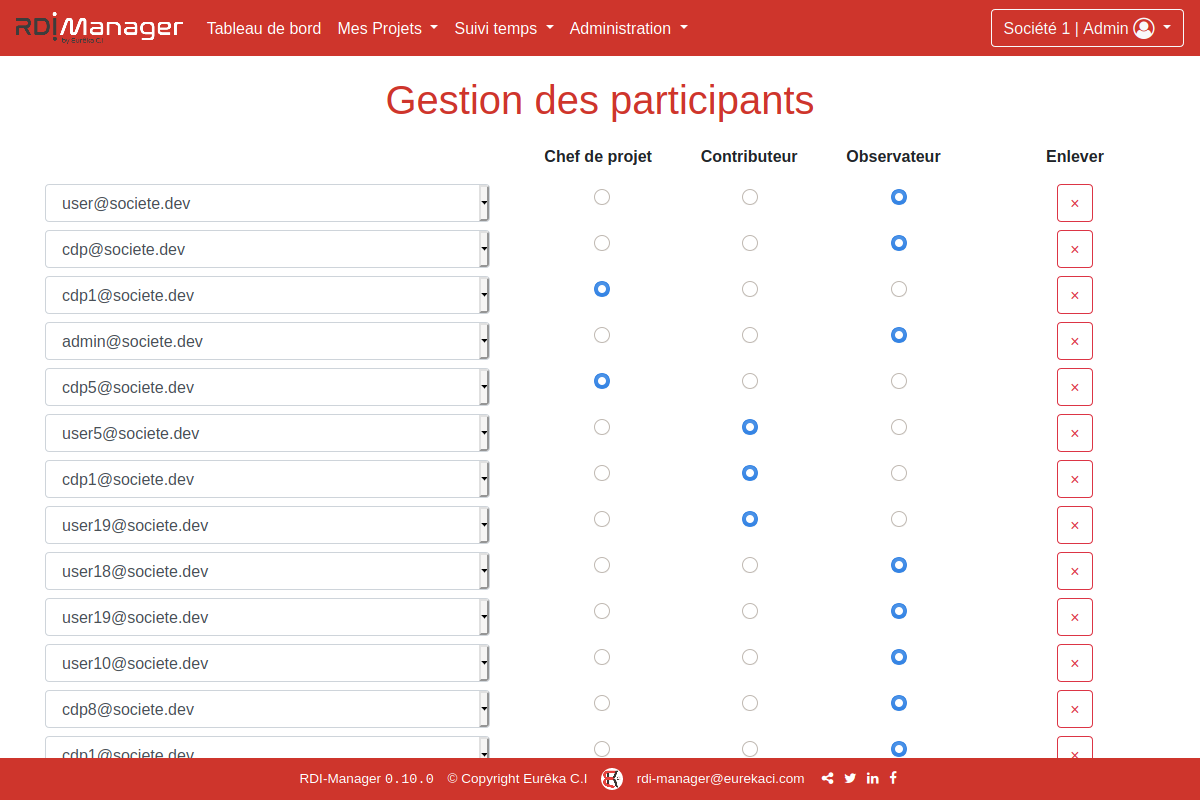 RDI Manager
by Eurêka C.I
Tableau de bord Mes Projets Suivi temps Administration Société 1 | Admin
Gestion des participants
Chef de projet Contributeur Observateur Enlever
user@societe.dev ×
cdp@societe.dev ×
cdp1@societe.dev ×
admin@societe.dev ×
cdp5@societe.dev ×
user5@societe.dev ×
cdp1@societe.dev ×
user19@societe.dev ×
user18@societe.dev ×
user19@societe.dev ×
user10@societe.dev ×
cdp8@societe.dev ×
cdp1@societe.dev ×
RDI-Manager 0.10.0 © Copyright Eurêka C.I rdi-manager@eurekaci.com